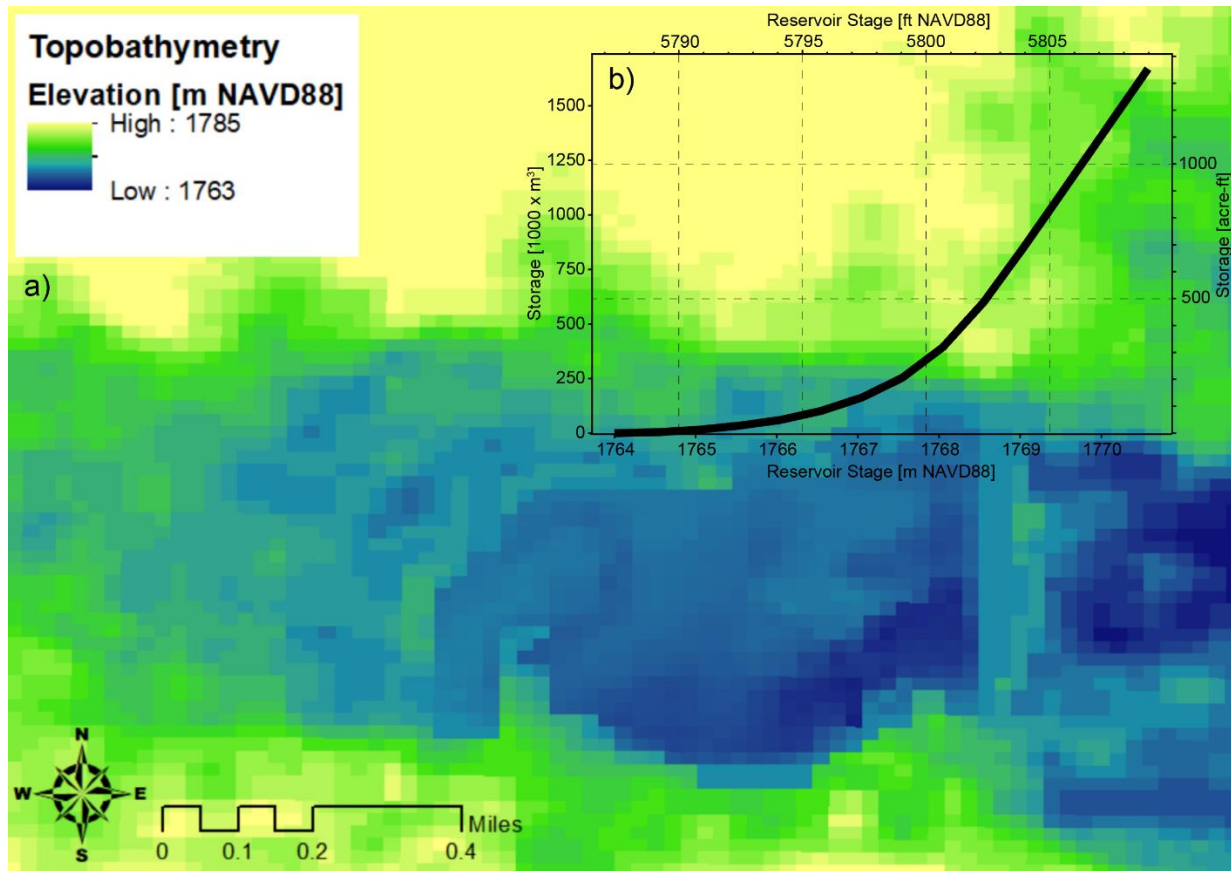 Topobathymetry
Elevation [m NAVD88]
High : 1785
Low : 1763
a)
b)
Reservoir Stage [ft NAVD88]
5790 5795 5800 5805
Storage [1000 x m³]
1500
1250
1000
750
500
250
0
1000
500
Storage [acre-ft]
1764 1765 1766 1767 1768 1769 1770
Reservoir Stage [m NAVD88]
N
W E
S
Miles
0 0.1 0.2 0.4